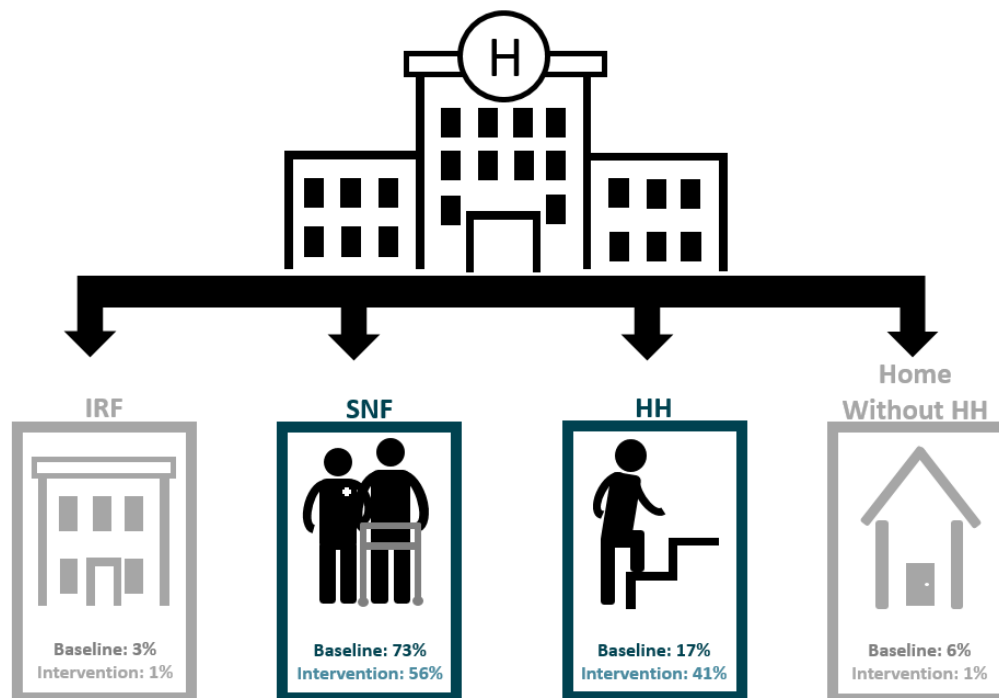 H
IRF
Baseline: 3%
Intervention: 1%
SNF
Baseline: 73%
Intervention: 56%
HH
Baseline: 17%
Intervention: 41%
Home
Without HH
Baseline: 6%
Intervention: 1%